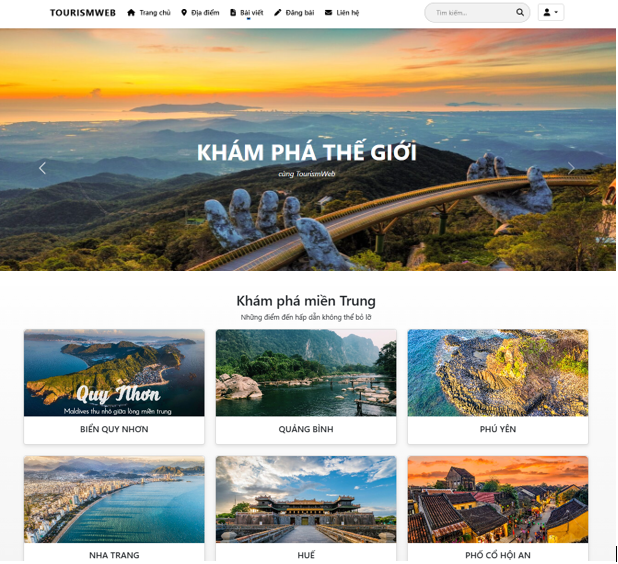 TOURISMWEB Trang chủ Địa điểm Bài viết Đăng bài Liên hệ Tìm kiếm...
KHÁM PHÁ THẾ GIỚI
cùng TourismWeb
Khám phá miền Trung
Những điểm đến hấp dẫn không thể bỏ lỡ
Quy Nhơn
Maldives thu nhỏ giữa lòng miền trung
BIỂN QUY NHƠN
QUẢNG BÌNH
PHÚ YÊN
NHA TRANG
HUẾ
PHỐ CỔ HỘI AN